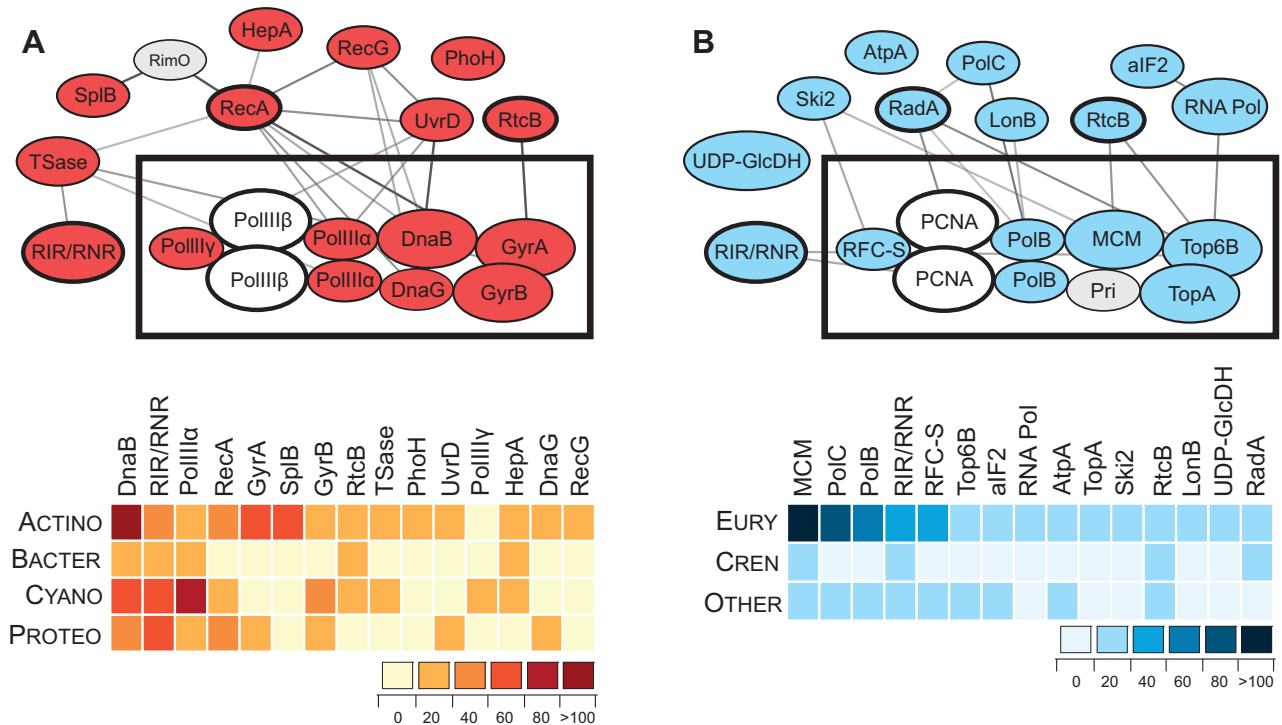 A
HepA
RecG
PhoH
RimO
SplB
RecA
UvrD
RtcB
TSase
RIR/RNR
PolIIIβ
PolIIIγ
PolIIIα
DnaB
GyrA
PolIIIβ
PolIIIα
DnaG
GyrB
B
AtpA
PolC
aIF2
Ski2
RadA
LonB
RtcB
RNA Pol
UDP-GlcDH
RIR/RNR
RFC-S
PCNA
PolB
MCM
Top6B
PCNA
PolB
Pri
TopA
DnaB RIR/RNR PolIIIα RecA GyrA SplB GyrB RtcB TSase PhoH UvrD PolIIIγ HepA DnaG RecG
ACTINO
BACTER
CYANO
PROTEO
0 20 40 60 80 >100
MCM PolC PolB RIR/RNR RFC-S Top6B aIF2 RNA Pol AtpA TopA Ski2 RtcB LonB UDP-GlcDH RadA
EURY
CREN
OTHER
0 20 40 60 80 >100